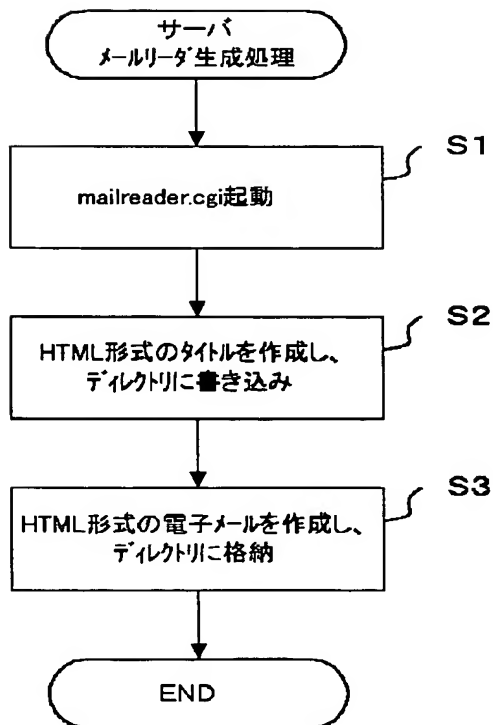 サーバ
メールリーダ生成処理
S1
mailreader.cgi起動
S2
HTML形式のタイトルを作成し、
ディレクトリに書き込み
S3
HTML形式の電子メールを作成し、
ディレクトリに格納
END